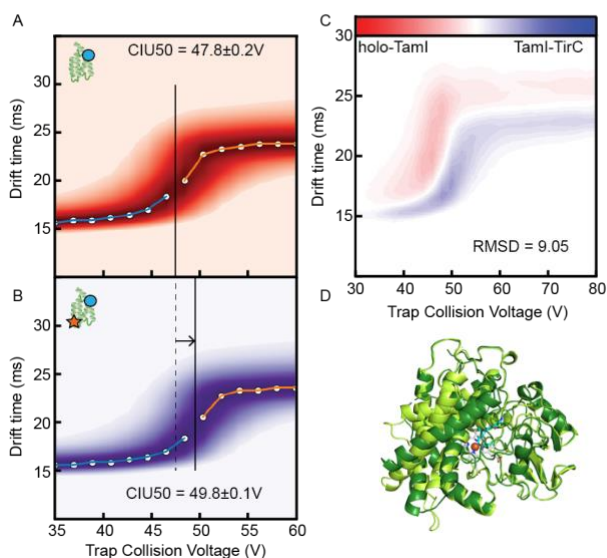 A
CIU50 = 47.8±0.2V
Drift time (ms)
30
25
20
15
B
CIU50 = 49.8±0.1V
Drift time (ms)
30
25
20
15
35 40 45 50 55 60
Trap Collision Voltage (V)
C
holo-TamI TamI-TirC
Drift time (ms)
35
30
25
20
15
RMSD = 9.05
30 40 50 60 70 80
Trap Collision Voltage (V)
D